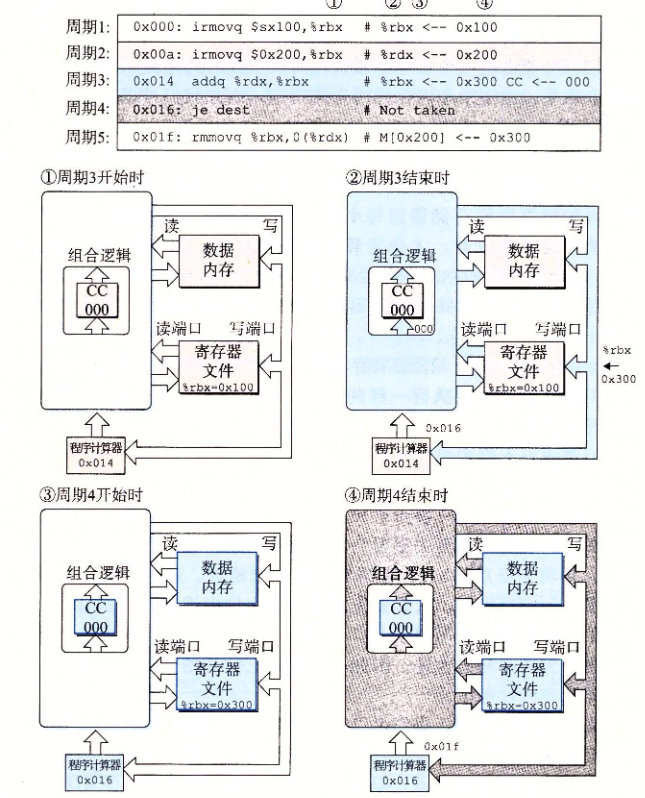 ① ② ③ ④
周期1: 0x000: irmovq $sx100,%rbx # %rbx <-- 0x100
周期2: 0x00a: irmovq $0x200,%rbx # %rdx <-- 0x200
周期3: 0x014 addq %rdx,%rbx # %rbx <-- 0x300 CC <-- 000
周期4: 0x016: je dest # Not taken
周期5: 0x01f: rmmovq %rbx,0(%rdx) # M[0x200] <-- 0x300
①周期3开始时
组合逻辑
CC
000
读
写
数据
内存
读端口
写端口
寄存器
文件
%rbx=0x100
程序计算器
0x014
②周期3结束时
组合逻辑
CC
000
000
读
写
数据
内存
读端口
写端口
寄存器
文件
%rbx=0x100
%rbx
0x300
0x016
程序计算器
0x014
③周期4开始时
组合逻辑
CC
000
读
写
数据
内存
读端口
写端口
寄存器
文件
%rbx=0x300
程序计算器
0x016
④周期4结束时
组合逻辑
CC
000
读
写
数据
内存
读端口
写端口
寄存器
文件
%rbx=0x300
0x01f
程序计算器
0x016